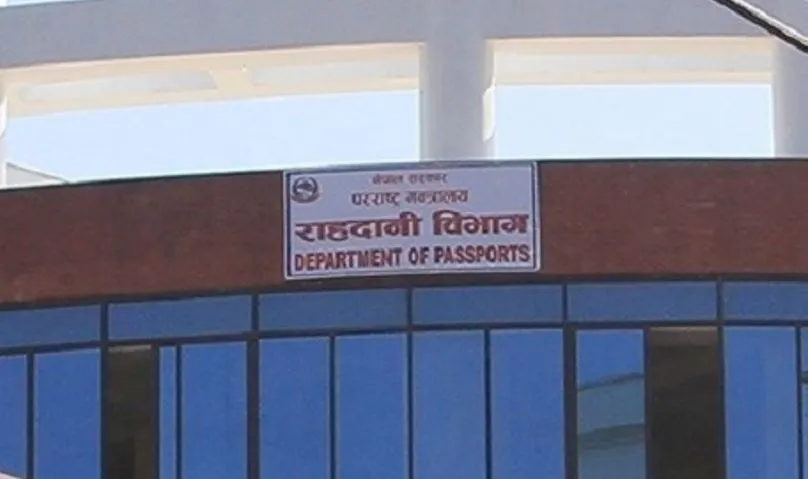 नेपाल सरकार
परराष्ट्र मन्त्रालय
राहदानी विभाग
DEPARTMENT OF PASSPORTS